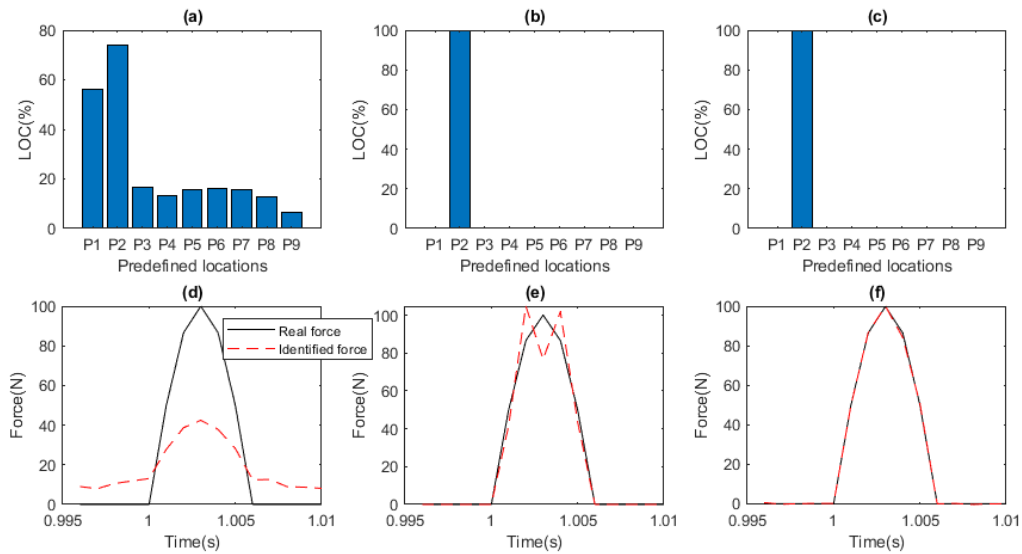 (a) (b) (c)
80
60
40
20
0
LOC(%)
P1 P2 P3 P4 P5 P6 P7 P8 P9
Predefined locations
100
80
60
40
20
0
LOC(%)
P1 P2 P3 P4 P5 P6 P7 P8 P9
Predefined locations
100
80
60
40
20
0
LOC(%)
P1 P2 P3 P4 P5 P6 P7 P8 P9
Predefined locations
(d) (e) (f)
100
80
60
40
20
0
Force(N)
Real force
Identified force
0.995 1 1.005 1.01
Time(s)
100
80
60
40
20
0
Force(N)
0.995 1 1.005 1.01
Time(s)
100
80
60
40
20
0
Force(N)
0.995 1 1.005 1.01
Time(s)